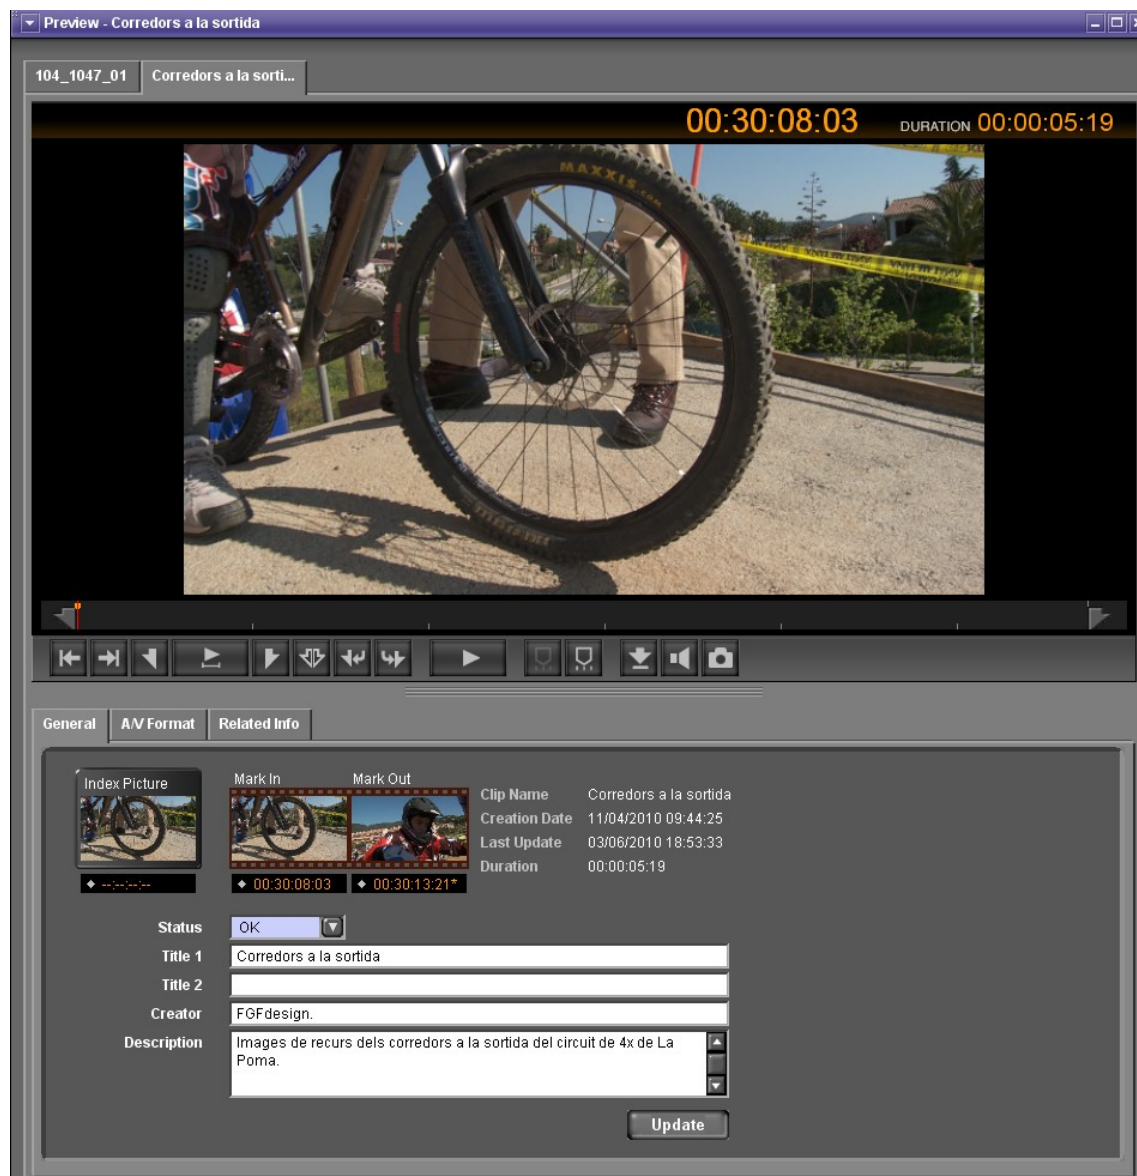 Preview - Corredors a la sortida
104_1047_01
Corredors a la sorti...
00:30:08:03
DURATION 00:00:05:19
MAXXIS.com
General
A/V Format
Related Info
Index Picture
Mark In
Mark Out
--:--:--:--
00:30:08:03
00:30:13:21*
Clip Name Corredors a la sortida
Creation Date 11/04/2010 09:44:25
Last Update 03/06/2010 18:53:33
Duration 00:00:05:19
Status OK
Title 1 Corredors a la sortida
Title 2
Creator FGFdesign.
Description Images de recurs dels corredors a la sortida del circuit de 4x de La
Poma.
Update